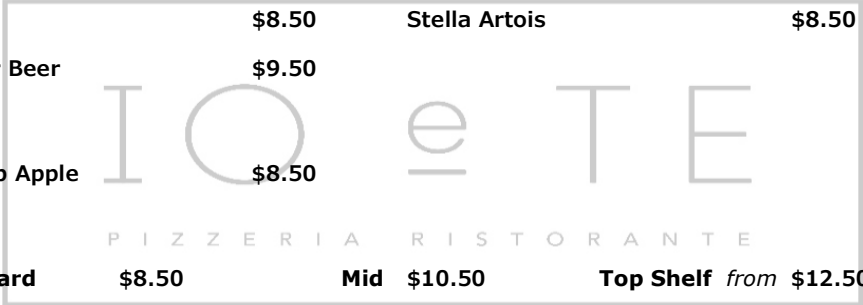 $8.50 Stella Artois $8.50
Beer $9.50
IO e TE
Apple $8.50
PIZZERIA RISTORANTE
$8.50 Mid $10.50 Top Shelf from $12.50